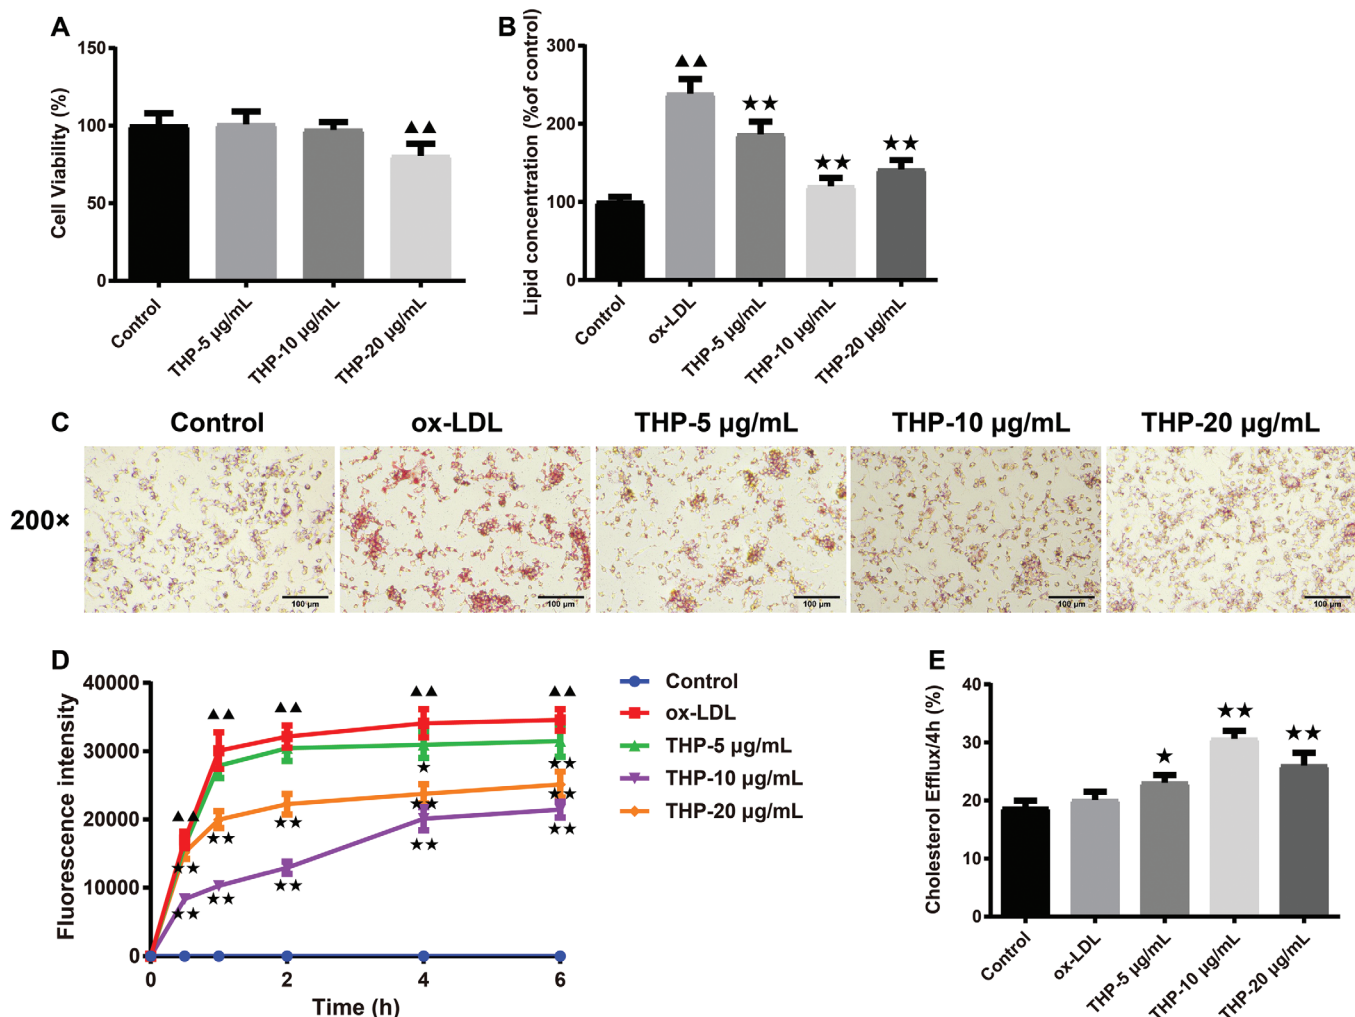 A
150
100
50
0
Cell Viability (%)
▲▲
Control
THP-5 μg/mL
THP-10 μg/mL
THP-20 μg/mL
B
300
200
100
0
Lipid concentration (%of control)
▲▲
★★
★★
★★
Control
ox-LDL
THP-5 μg/mL
THP-10 μg/mL
THP-20 μg/mL
C
Control
ox-LDL
THP-5 μg/mL
THP-10 μg/mL
THP-20 μg/mL
200×
100 μm
100 μm
100 μm
100 μm
100 μm
D
40000
30000
20000
10000
0
Fluorescence intensity
▲▲
▲▲
▲▲
▲▲
▲▲
★
★★
★★
★★
★★
★★
★★
★★
★★
★★
★★
★★
0
2
4
6
Time (h)
Control
ox-LDL
THP-5 μg/mL
THP-10 μg/mL
THP-20 μg/mL
E
40
30
20
10
0
Cholesterol Efflux/4h (%)
★
★★
★★
Control
ox-LDL
THP-5 μg/mL
THP-10 μg/mL
THP-20 μg/mL